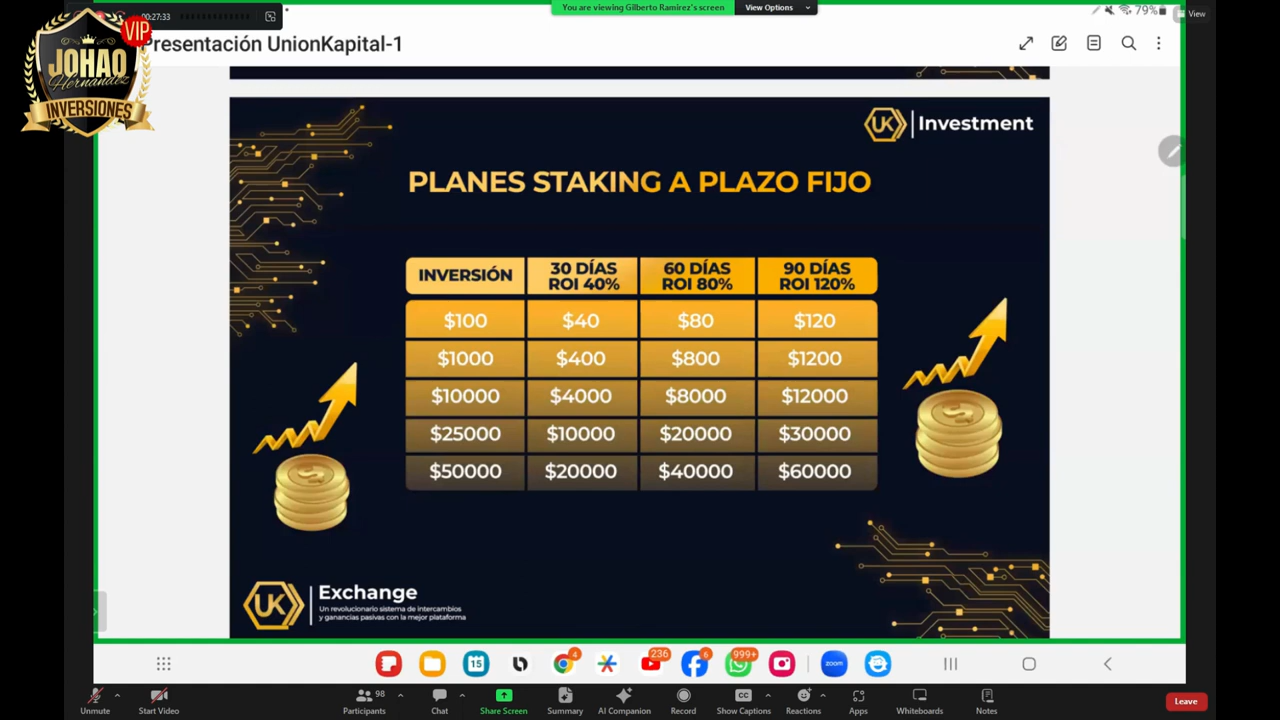 00:27:33
You are viewing Gilberto Ramirez's screen
View Options
79%
View
VIP
JOHAO
Hernandez
INVERSIONES
Presentación UnionKapital-1
UK Investment
PLANES STAKING A PLAZO FIJO
INVERSIÓN 30 DÍAS ROI 40% 60 DÍAS ROI 80% 90 DÍAS ROI 120%
$100 $40 $80 $120
$1000 $400 $800 $1200
$10000 $4000 $8000 $12000
$25000 $10000 $20000 $30000
$50000 $20000 $40000 $60000
UK Exchange
Un revolucionario sistema de intercambios
y ganancias pasivas con la mejor plataforma
15 4 236 6 999+ zoom
Unmute Start Video Participants 98 Chat Share Screen Summary AI Companion Record CC Show Captions Reactions Apps Whiteboards Notes Leave